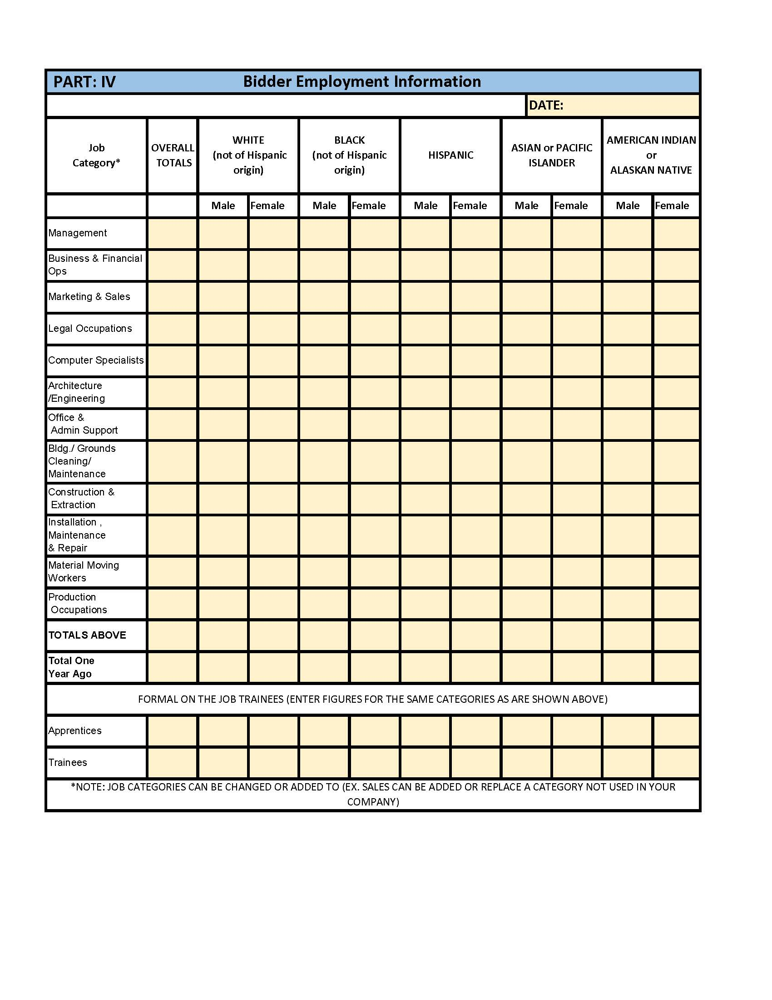 PART: IV Bidder Employment Information
DATE:
Job
Category*
OVERALL
TOTALS
WHITE
(not of Hispanic
origin)
BLACK
(not of Hispanic
origin)
HISPANIC
ASIAN or PACIFIC
ISLANDER
AMERICAN INDIAN
or
ALASKAN NATIVE
Male Female Male Female Male Female Male Female Male Female
Management
Business & Financial
Ops
Marketing & Sales
Legal Occupations
Computer Specialists
Architecture
/Engineering
Office &
Admin Support
Bldg./ Grounds
Cleaning/
Maintenance
Construction &
Extraction
Installation ,
Maintenance
& Repair
Material Moving
Workers
Production
Occupations
TOTALS ABOVE
Total One
Year Ago
FORMAL ON THE JOB TRAINEES (ENTER FIGURES FOR THE SAME CATEGORIES AS ARE SHOWN ABOVE)
Apprentices
Trainees
*NOTE: JOB CATEGORIES CAN BE CHANGED OR ADDED TO (EX. SALES CAN BE ADDED OR REPLACE A CATEGORY NOT USED IN YOUR
COMPANY)